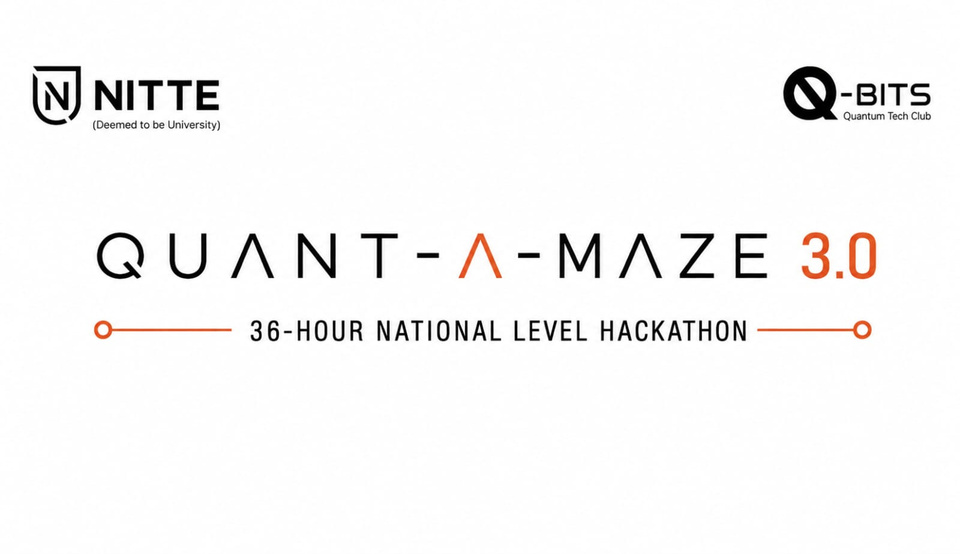 NITTE
(Deemed to be University)
Q-BITS
Quantum Tech Club
QUANT-A-MAZE 3.0
36-HOUR NATIONAL LEVEL HACKATHON